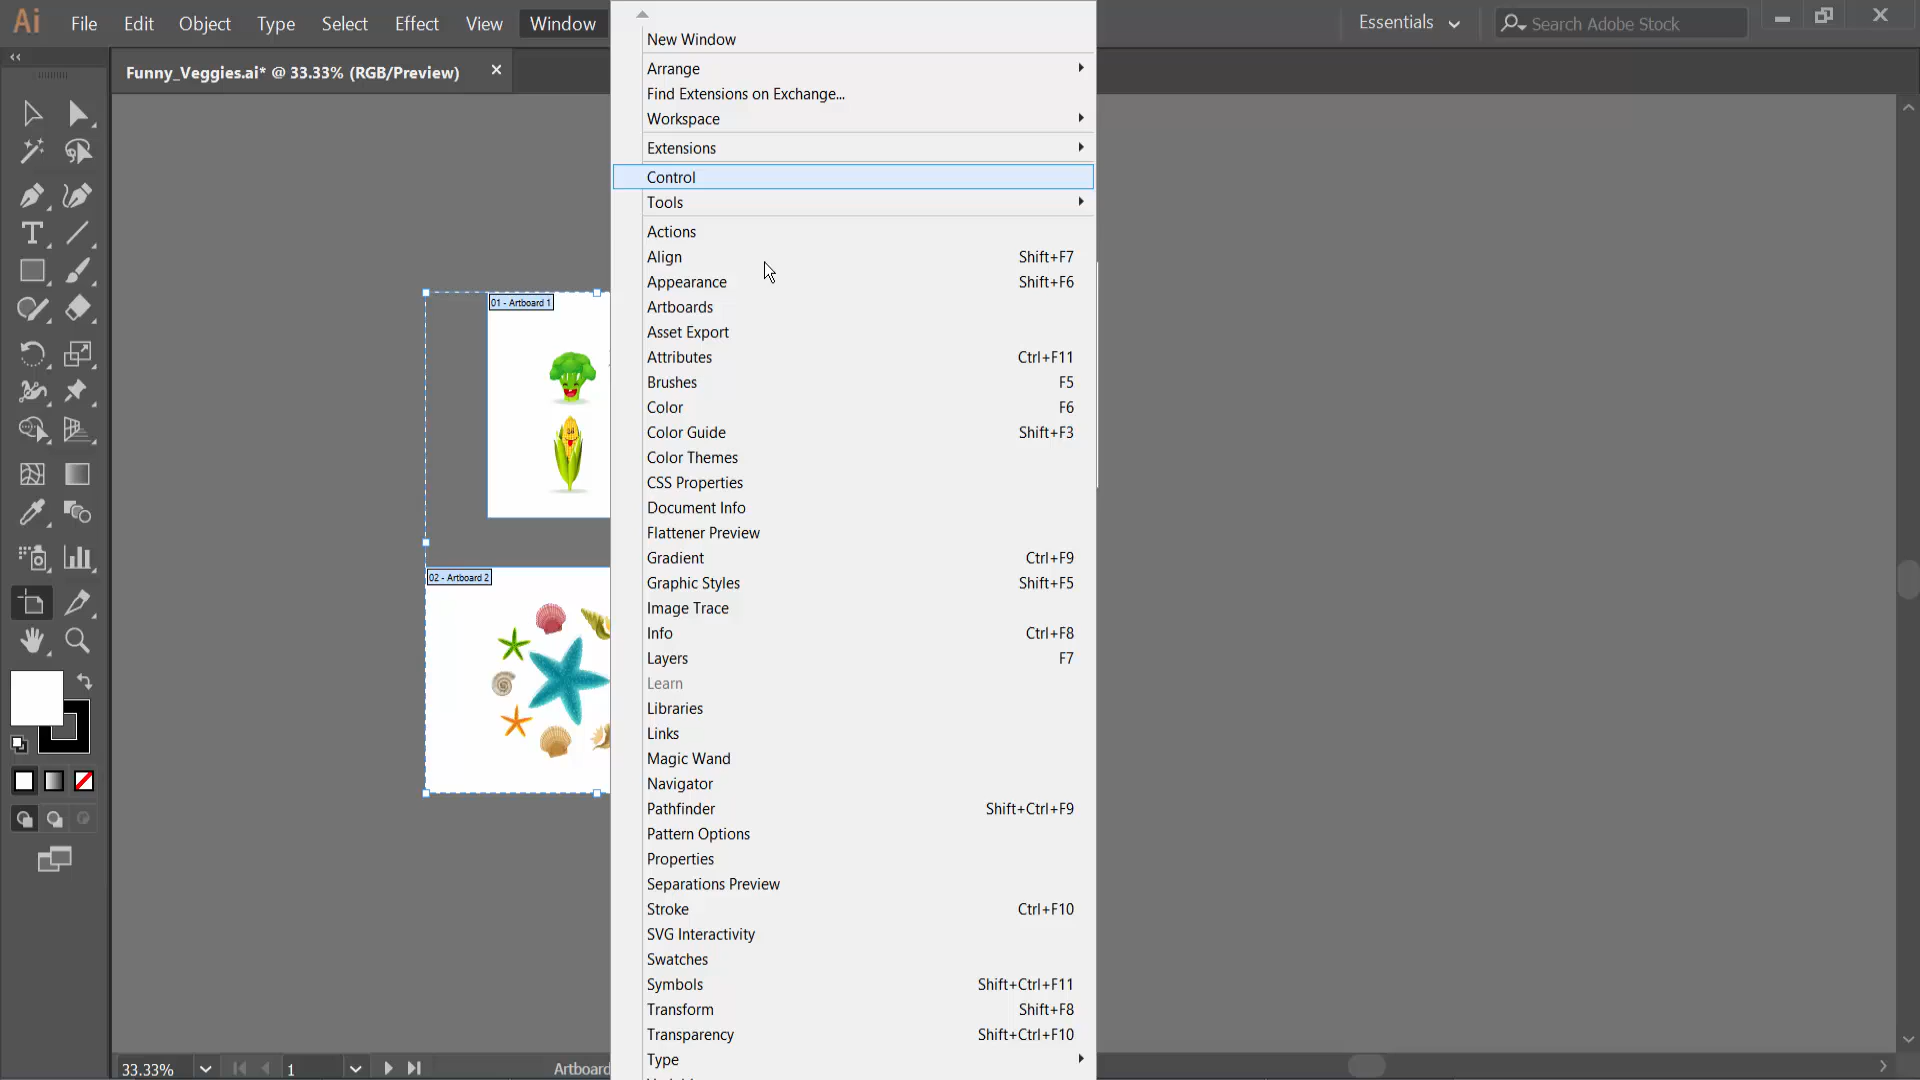 Ai File Edit Object Type Select Effect View Window Essentials Search Adobe Stock
Funny_Veggies.ai* @ 33.33% (RGB/Preview)
New Window
Arrange
Find Extensions on Exchange...
Workspace
Extensions
Control
Tools
Actions
Align Shift+F7
Appearance Shift+F6
Artboards
Asset Export
Attributes Ctrl+F11
Brushes F5
Color F6
Color Guide Shift+F3
Color Themes
CSS Properties
Document Info
Flattener Preview
Gradient Ctrl+F9
Graphic Styles Shift+F5
Image Trace
Info Ctrl+F8
Layers F7
Learn
Libraries
Links
Magic Wand
Navigator
Pathfinder Shift+Ctrl+F9
Pattern Options
Properties
Separations Preview
Stroke Ctrl+F10
SVG Interactivity
Swatches
Symbols Shift+Ctrl+F11
Transform Shift+F8
Transparency Shift+Ctrl+F10
Type
01 - Artboard 1
02 - Artboard 2
33.33% 1 Artboard